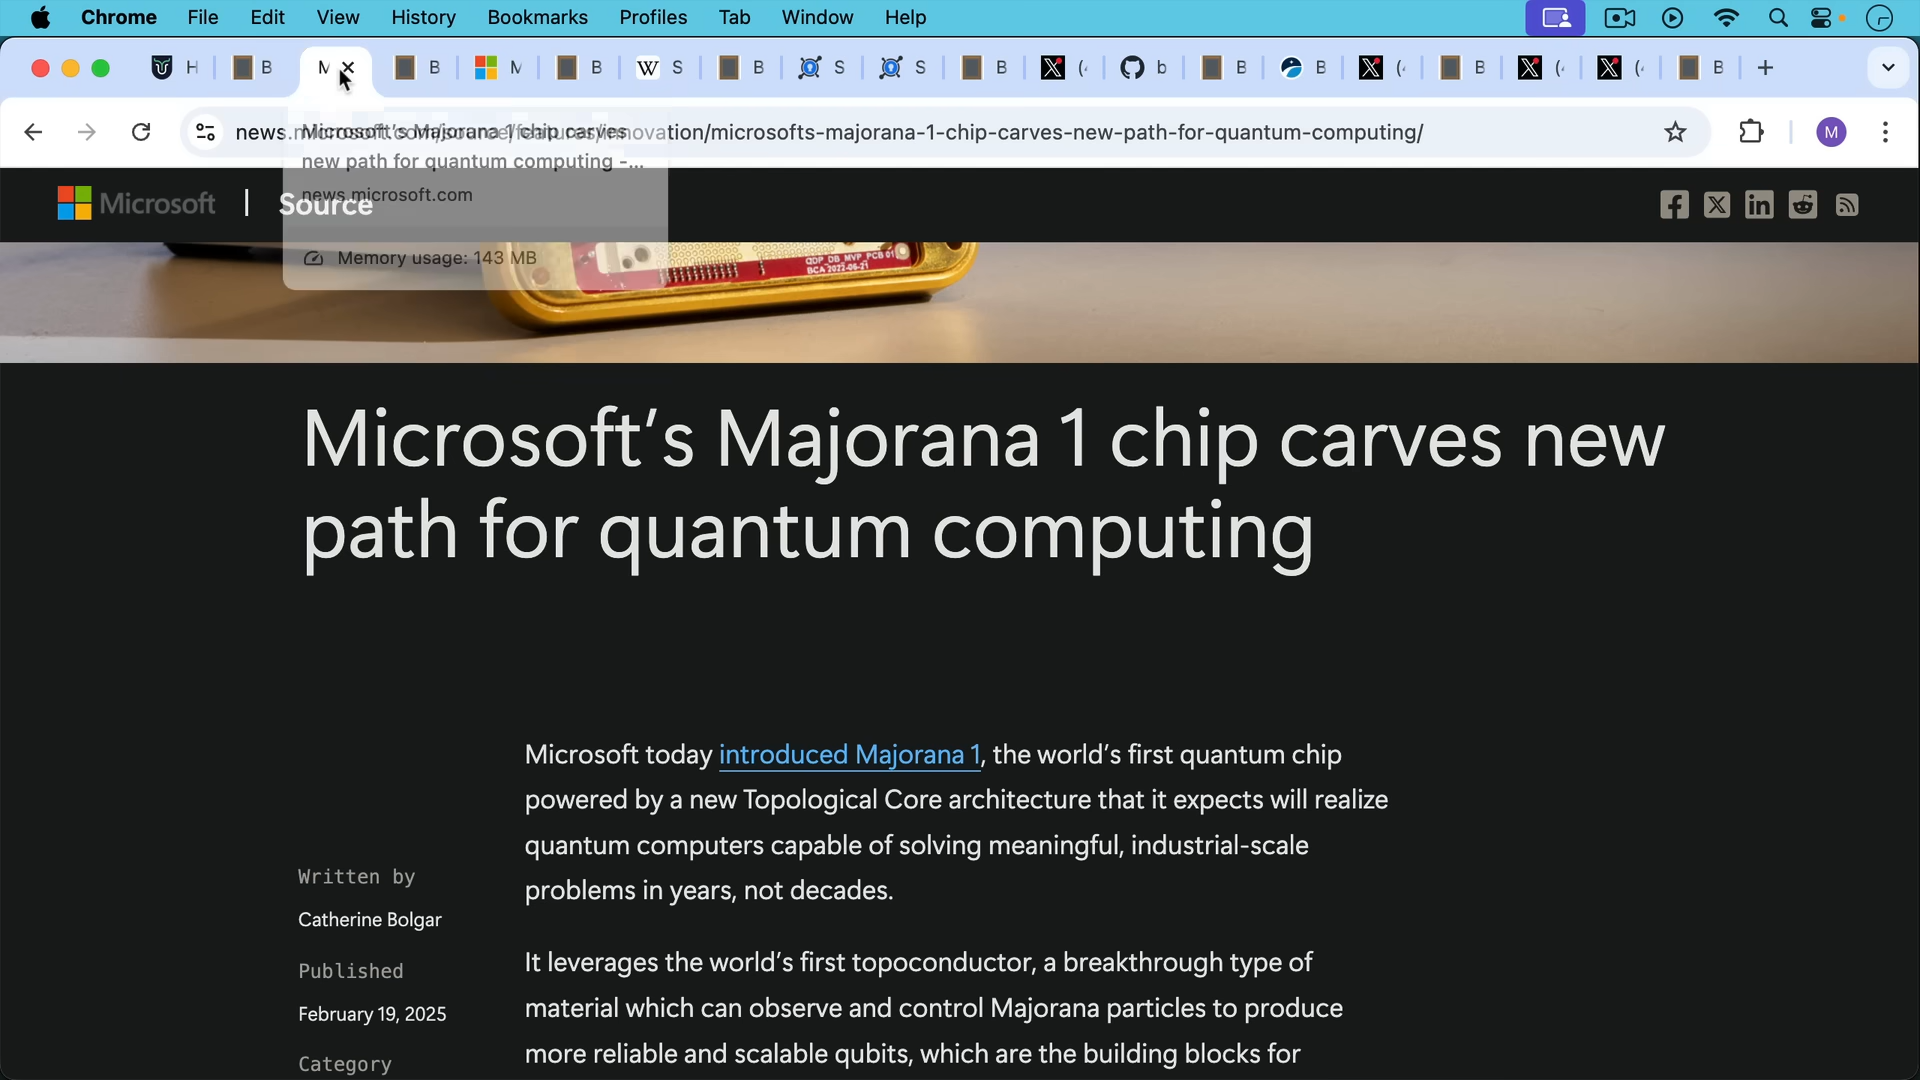 Chrome File Edit View History Bookmarks Profiles Tab Window Help
H B M B M B W S B S S B ( b B B ( B ( ( B
news.microsoft.com/source/features/innovation/microsofts-majorana-1-chip-carves-new-path-for-quantum-computing/
M
Microsoft's Majorana 1 chip carves
new path for quantum computing -...
news.microsoft.com
Memory usage: 143 MB
Microsoft | Source
QDP_DB_MVP_PCB 01
BCA 2022-06-21
Microsoft's Majorana 1 chip carves new
path for quantum computing
Microsoft today introduced Majorana 1, the world's first quantum chip
powered by a new Topological Core architecture that it expects will realize
quantum computers capable of solving meaningful, industrial-scale
problems in years, not decades.
Written by
Catherine Bolgar
Published
February 19, 2025
Category
It leverages the world's first topoconductor, a breakthrough type of
material which can observe and control Majorana particles to produce
more reliable and scalable qubits, which are the building blocks for